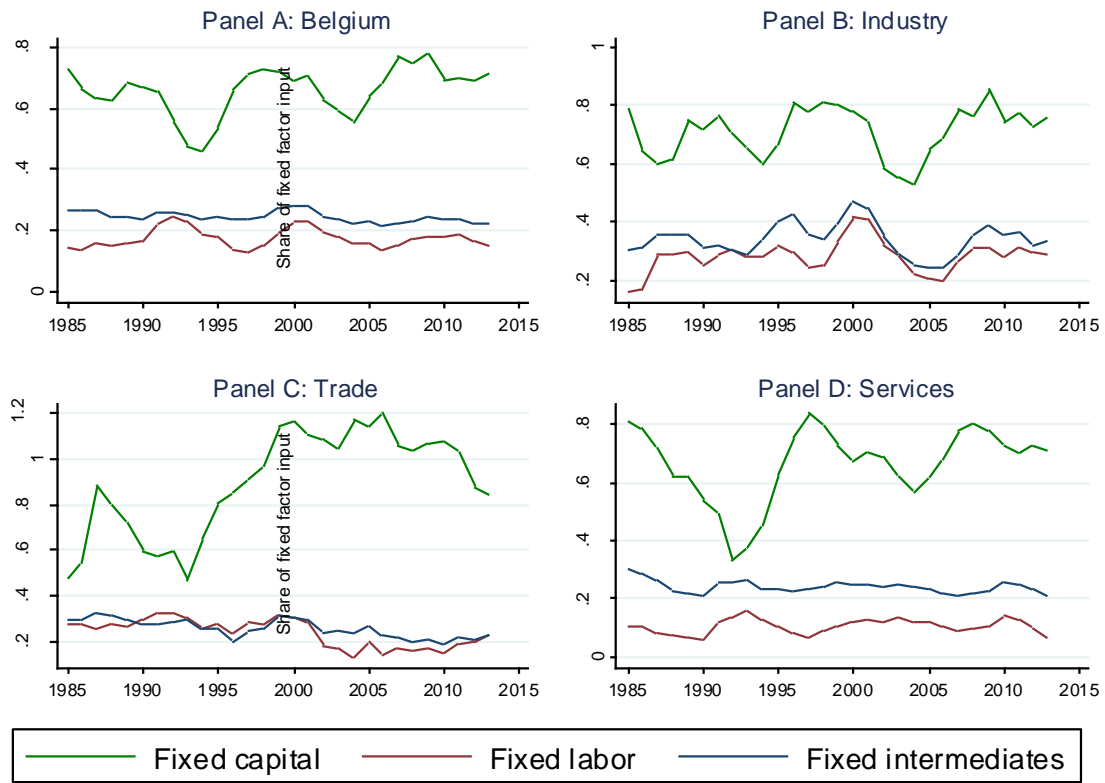 Panel A: Belgium
Panel B: Industry
.8
.6
.4
.2
0
Share of fixed factor input
1
.8
.6
.4
.2
1985 1990 1995 2000 2005 2010 2015
1985 1990 1995 2000 2005 2010 2015
Panel C: Trade
Panel D: Services
1.2
1
.8
.6
.4
.2
Share of fixed factor input
.8
.6
.4
.2
0
1985 1990 1995 2000 2005 2010 2015
1985 1990 1995 2000 2005 2010 2015
Fixed capital Fixed labor Fixed intermediates